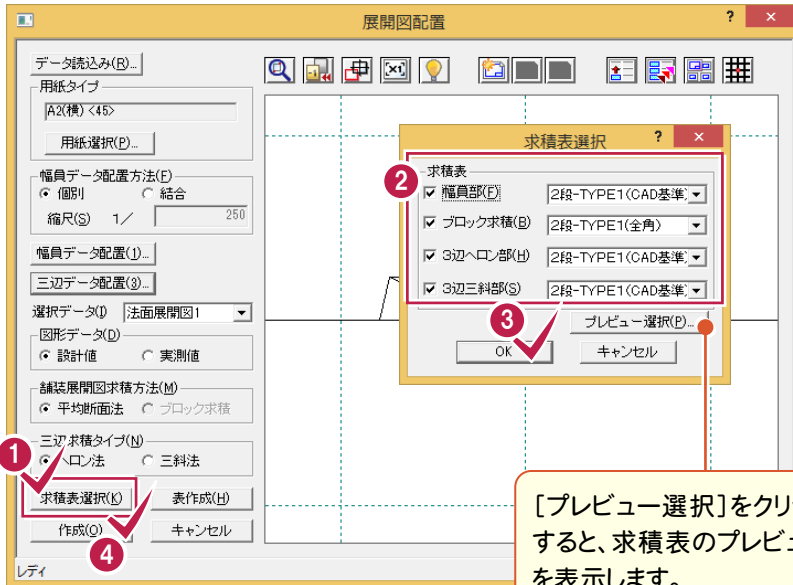 展開図配置
? ×
データ読込み(R)...
用紙タイプ
A2(横) <45>
用紙選択(P)...
幅員データ配置方法(F)
個別 結合
縮尺(S) 1/ 250
幅員データ配置(1)...
三辺データ配置(3)...
選択データ(I) 法面展開図1
図形データ(D)
設計値 実測値
舗装展開図求積方法(M)
平均断面法 ブロック求積
三辺求積タイプ(N)
ヘロン法 三斜法
1
求積表選択(K) 表作成(H)
作成(O) キャンセル
4
レディ
求積表選択
? ×
2
求積表
幅員部(F) 2段-TYPE1(CAD基準)
ブロック求積(B) 2段-TYPE1(全角)
3辺ヘロン部(H) 2段-TYPE1(CAD基準)
3辺三斜部(S) 2段-TYPE1(CAD基準)
3
プレビュー選択(P)...
OK キャンセル
[プレビュー選択]をクリ
すると、求積表のプレビュ
を表示します。